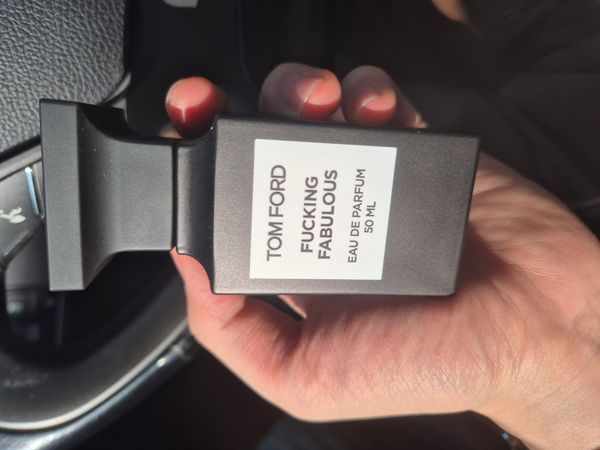 TOM FORD
FUCKING
FABULOUS
EAU DE PARFUM
50 ML